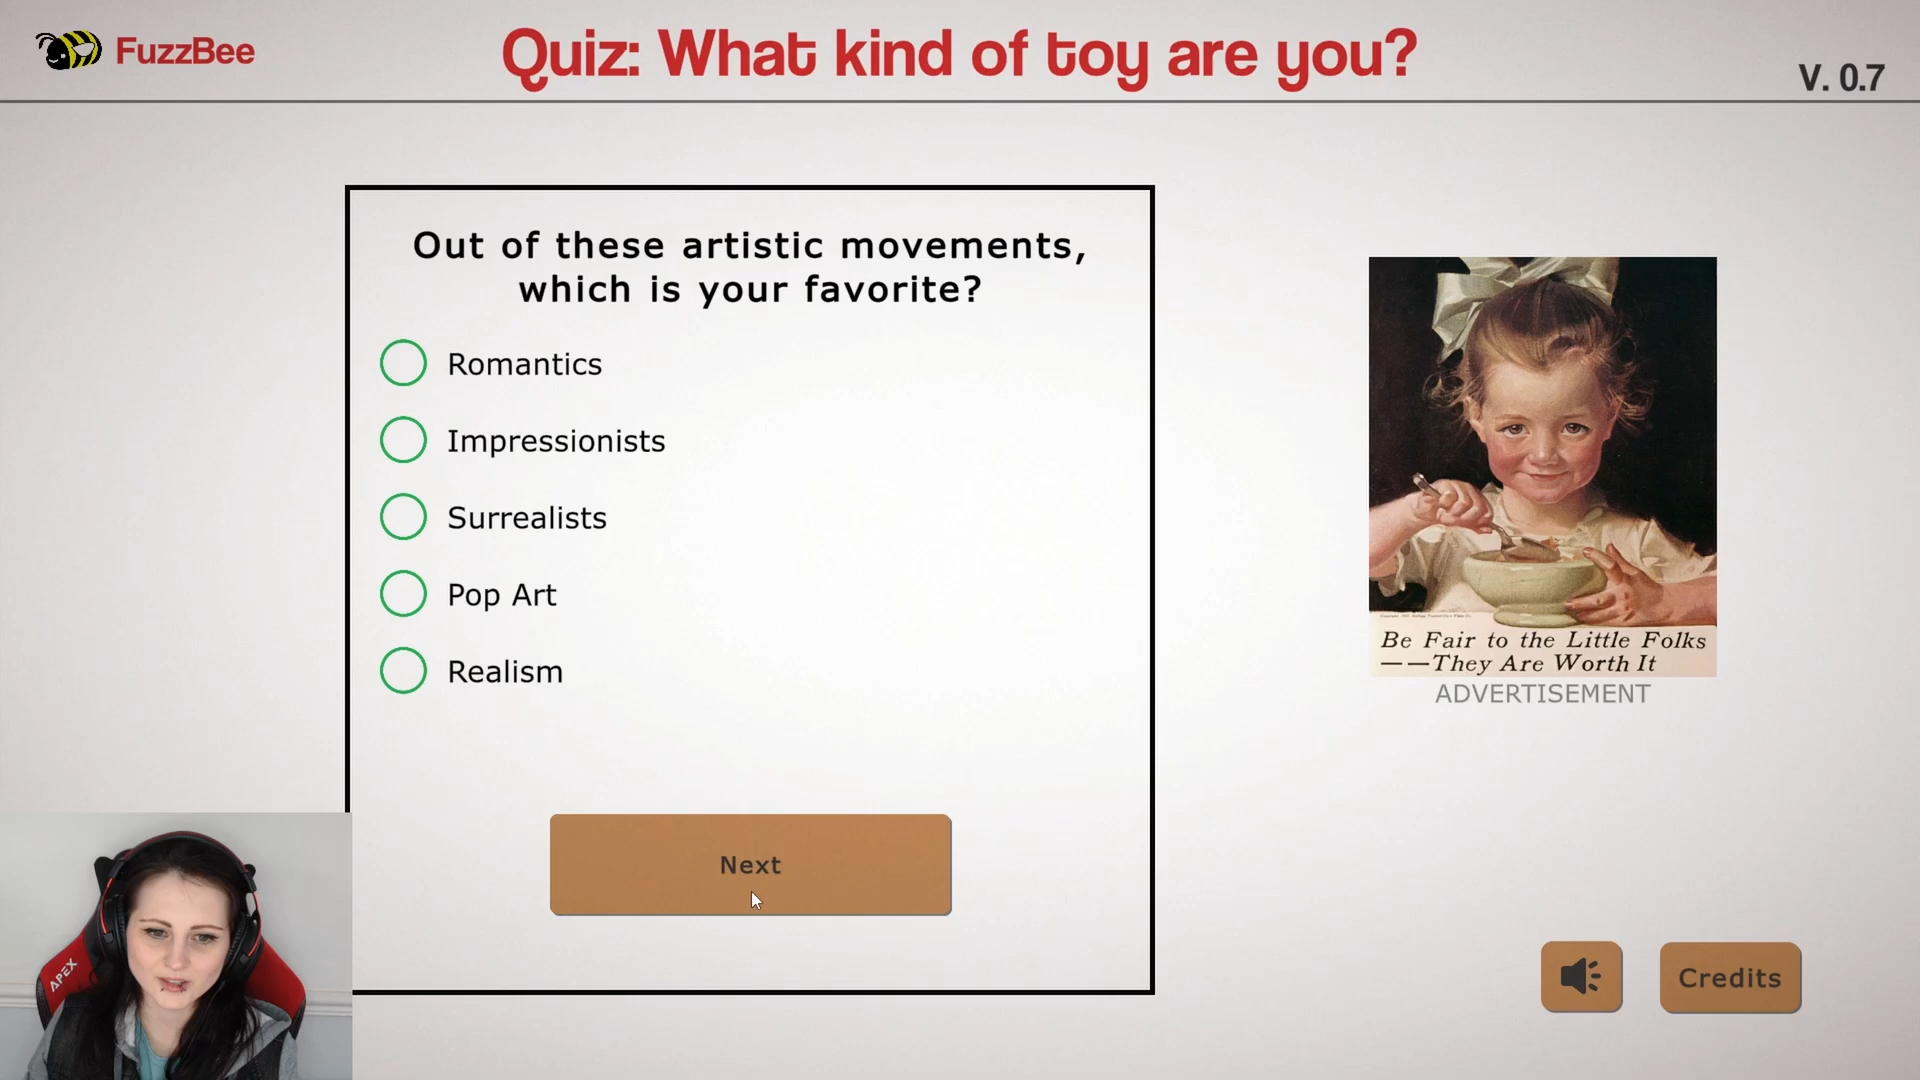 FuzzBee
Quiz: What kind of toy are you?
V. 0.7
Out of these artistic movements,
which is your favorite?
Romantics
Impressionists
Surrealists
Pop Art
Realism
Next
Be Fair to the Little Folks
——They Are Worth It
ADVERTISEMENT
Credits
APEX